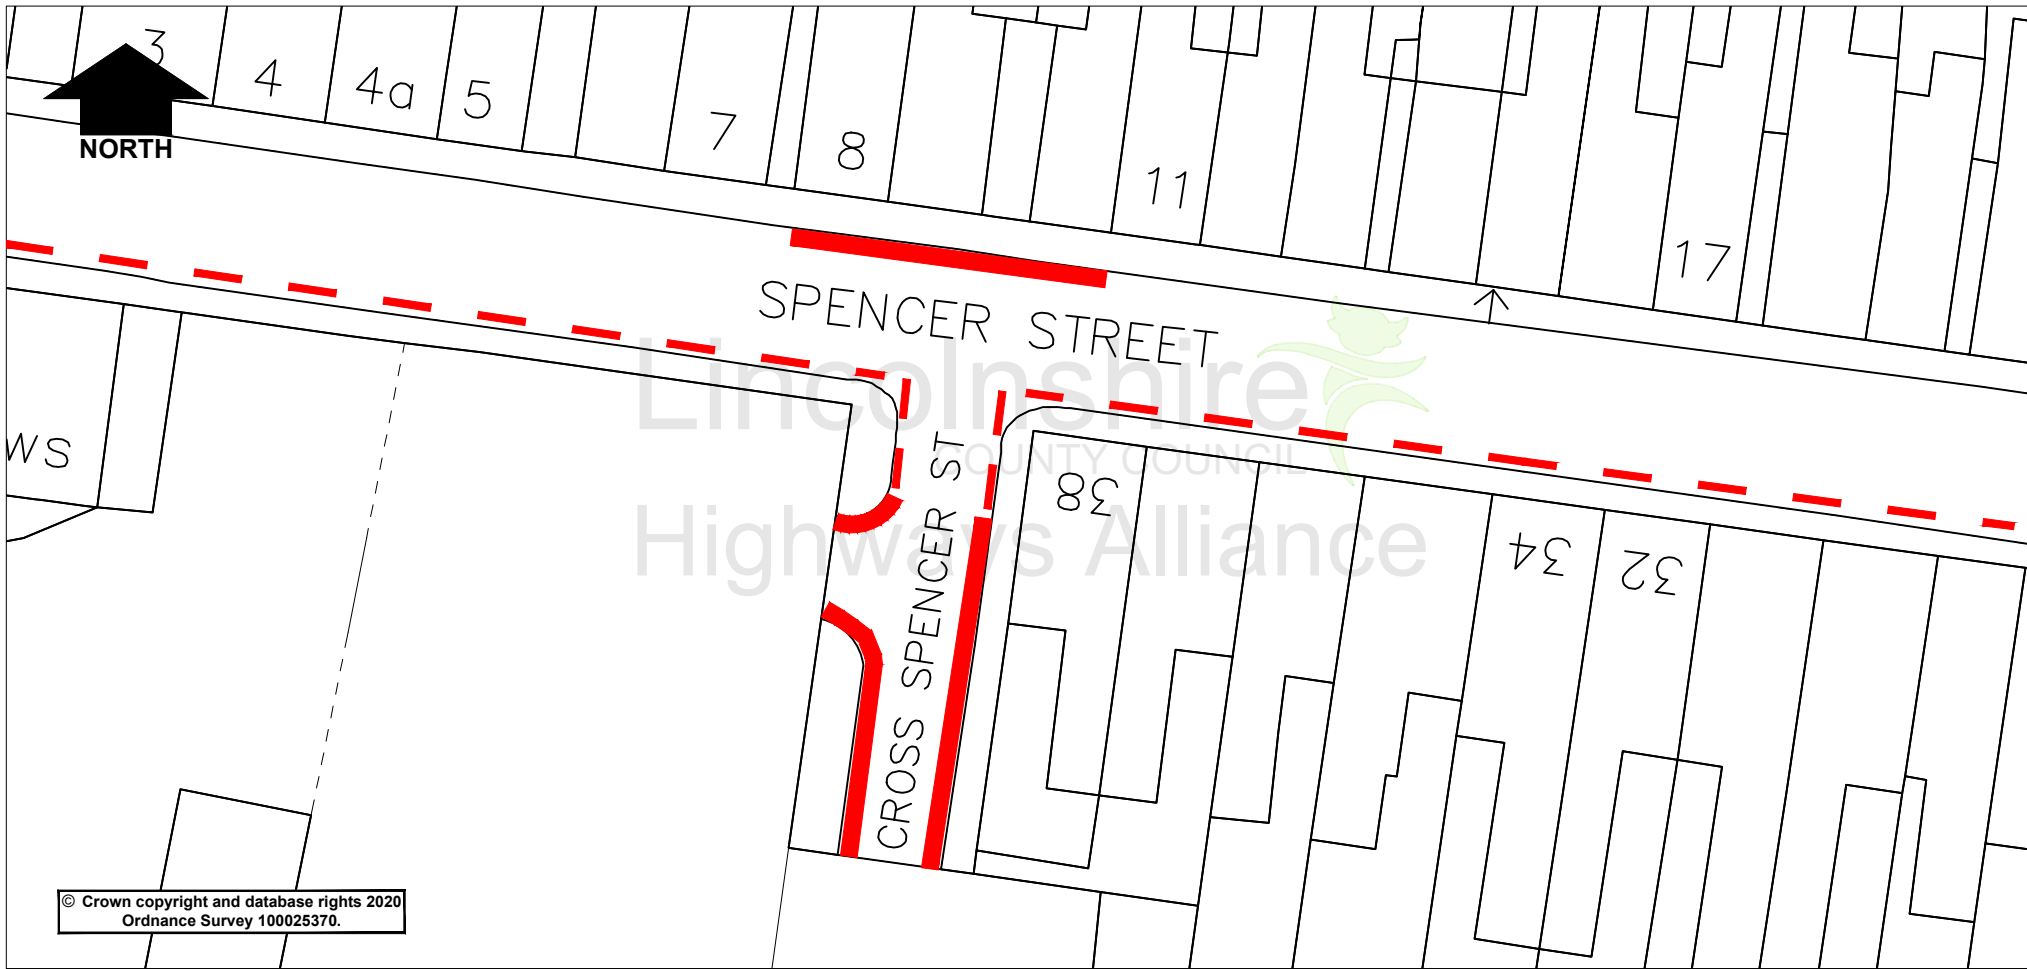 3
4
4a
5
7
8
11
17
NORTH
SPENCER STREET
Lincolnshire
COUNTY COUNCIL
Highways Alliance
WS
CROSS SPENCER ST
38
34
32
© Crown copyright and database rights 2020
Ordnance Survey 100025370.